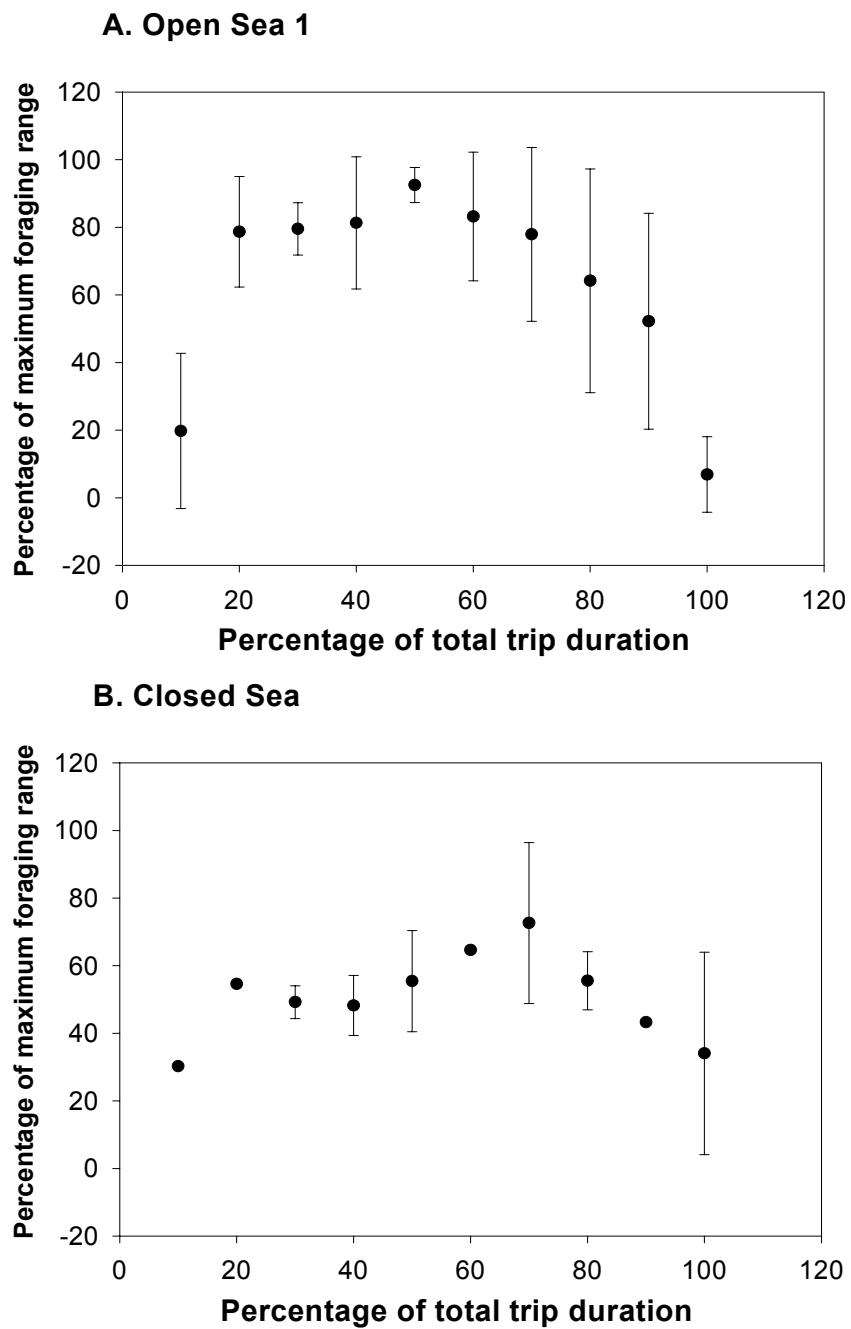 A. Open Sea 1
Percentage of maximum foraging range
120
100
80
60
40
20
0
-20
0 20 40 60 80 100 120
Percentage of total trip duration
B. Closed Sea
Percentage of maximum foraging range
120
100
80
60
40
20
0
-20
0 20 40 60 80 100 120
Percentage of total trip duration